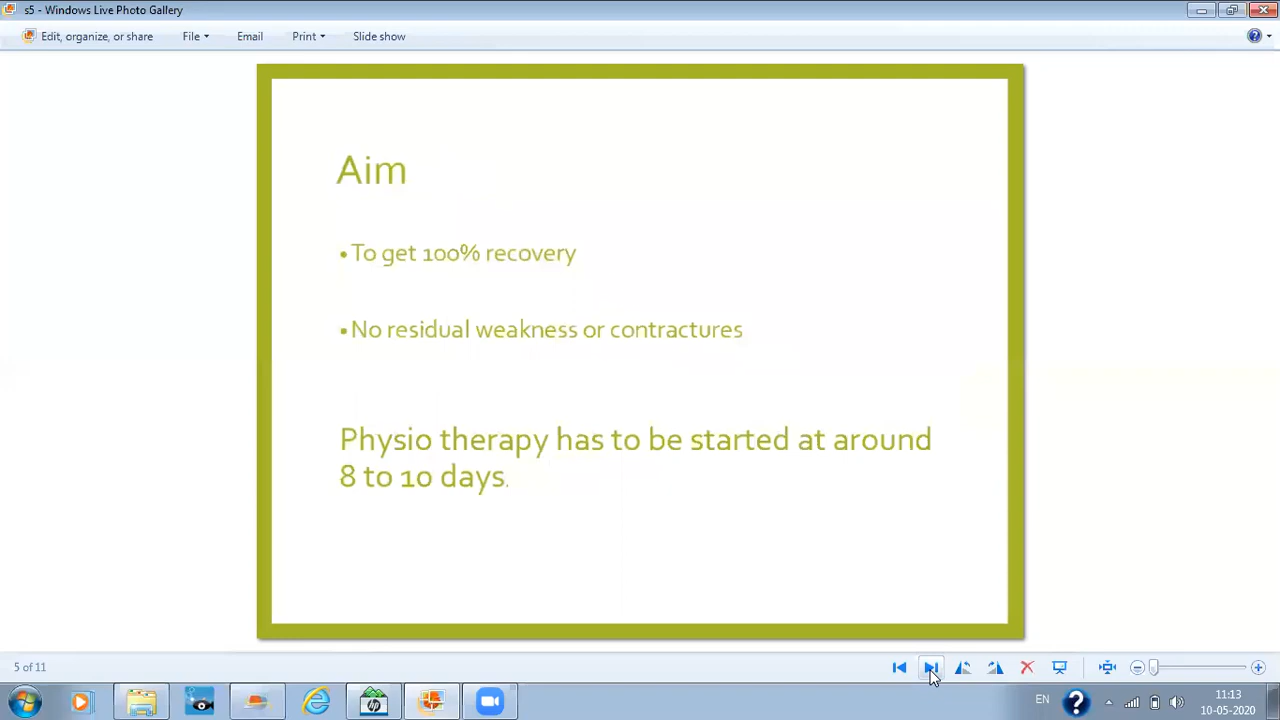 s5 - Windows Live Photo Gallery
Edit, organize, or share File Email Print Slide show
Aim
• To get 100% recovery
▪ No residual weakness or contractures
Physio therapy has to be started at around
8 to 10 days.
5 of 11
EN
11:13
10-05-2020